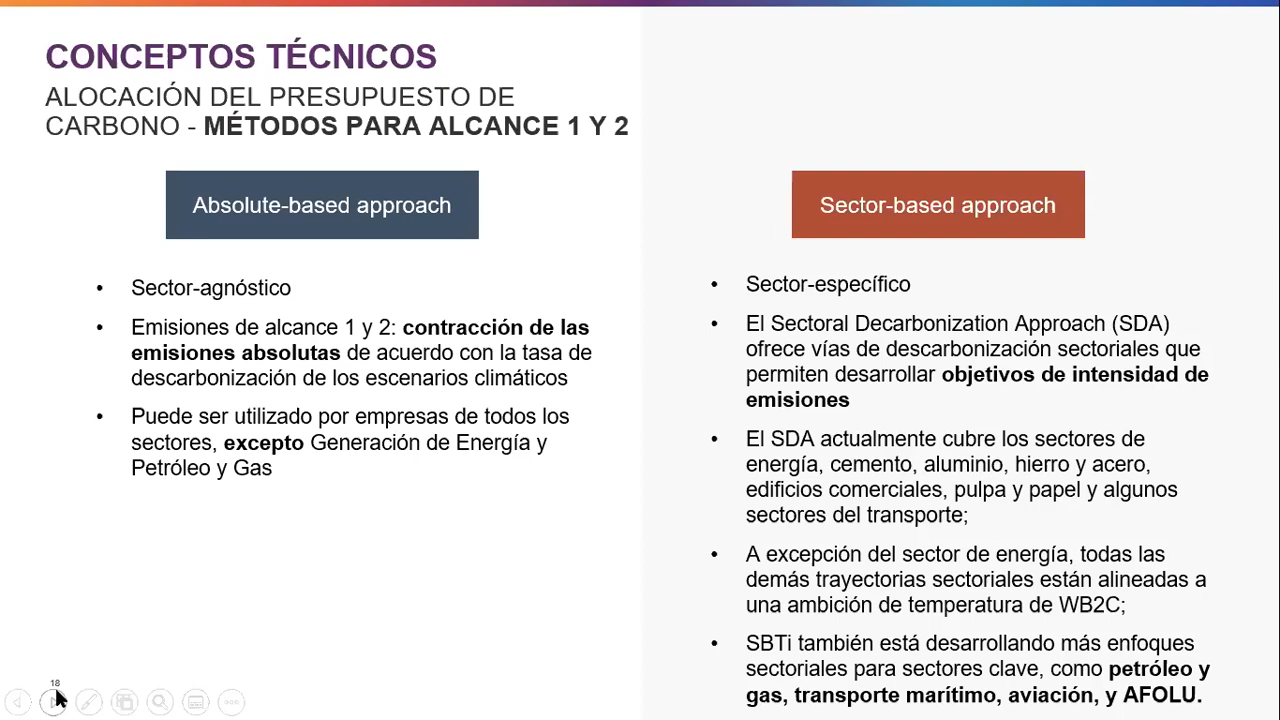 CONCEPTOS TÉCNICOS
ALOCACIÓN DEL PRESUPUESTO DE
CARBONO - MÉTODOS PARA ALCANCE 1 Y 2
Absolute-based approach
• Sector-agnóstico
• Emisiones de alcance 1 y 2: contracción de las
emisiones absolutas de acuerdo con la tasa de
descarbonización de los escenarios climáticos
• Puede ser utilizado por empresas de todos los
sectores, excepto Generación de Energía y
Petróleo y Gas
Sector-based approach
• Sector-específico
• El Sectoral Decarbonization Approach (SDA)
ofrece vías de descarbonización sectoriales que
permiten desarrollar objetivos de intensidad de
emisiones
• El SDA actualmente cubre los sectores de
energía, cemento, aluminio, hierro y acero,
edificios comerciales, pulpa y papel y algunos
sectores del transporte;
• A excepción del sector de energía, todas las
demás trayectorias sectoriales están alineadas a
una ambición de temperatura de WB2C;
• SBTi también está desarrollando más enfoques
sectoriales para sectores clave, como petróleo y
gas, transporte marítimo, aviación, y AFOLU.
18